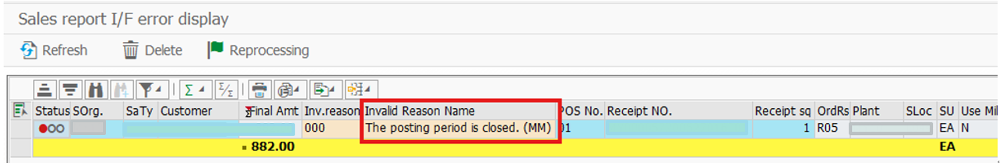 Sales report I/F error display
Refresh Delete Reprocessing
Status SOrg. SaTy Customer Final Amt Inv.reason Invalid Reason Name POS No. Receipt NO. Receipt sq OrdRs Plant SLoc SU Use Mil
000 The posting period is closed. (MM) 01 1 R05 EA N
882.00 EA